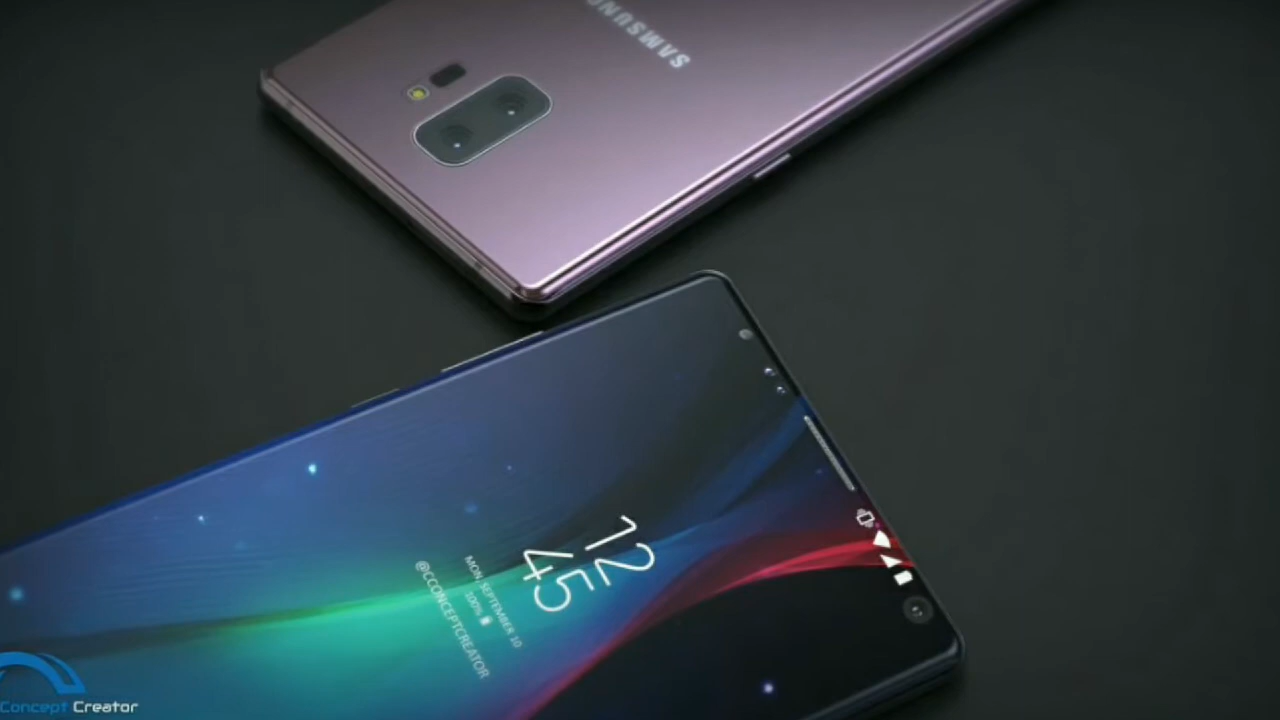 SAMSUNG
12
45
MON, SEPTEMBER 10
100%
@CCONCEPTCREATOR
Concept Creator